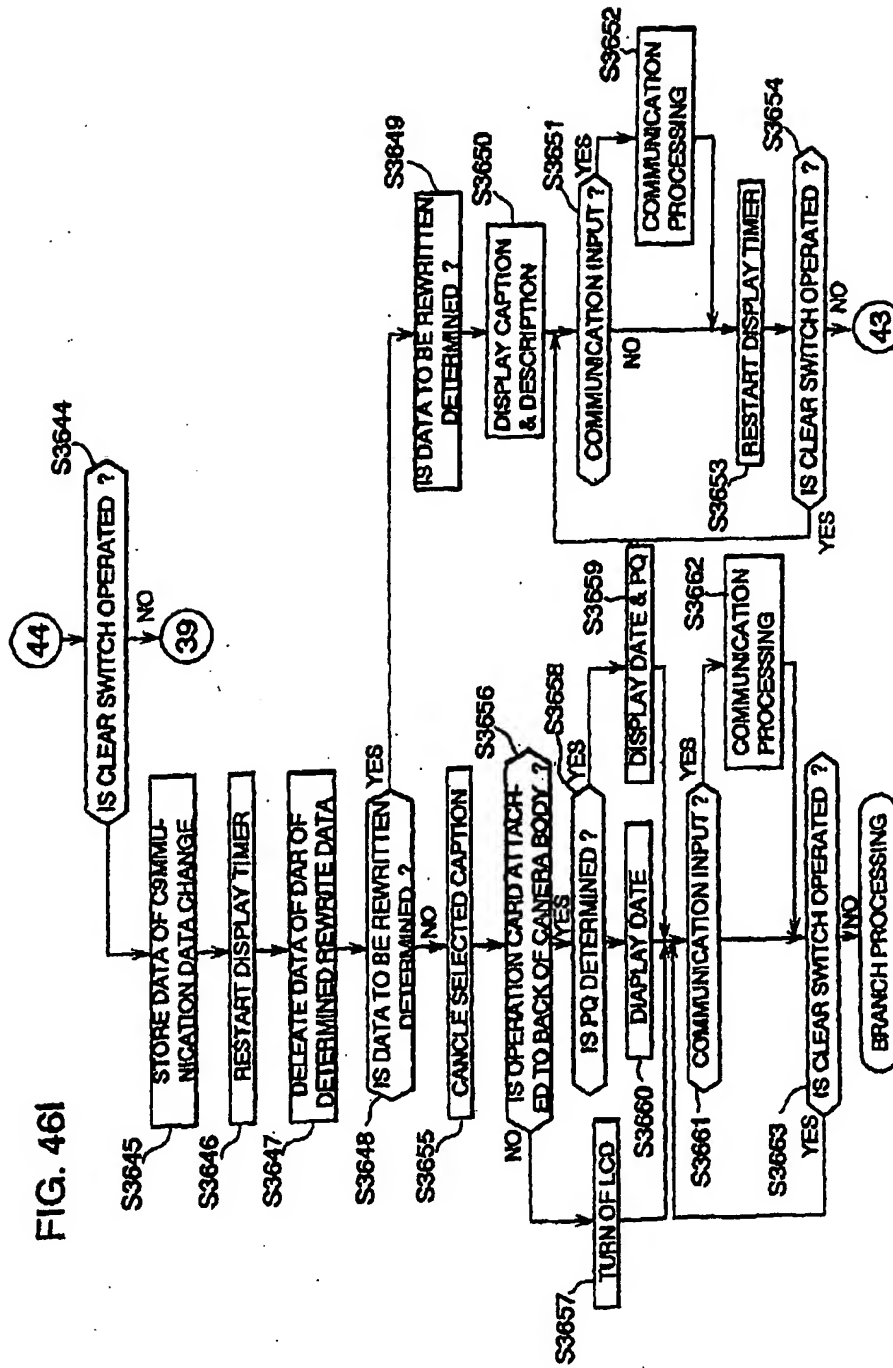 FIG. 46I
44
IS CLEAR SWITCH OPERATED ?
S3644
NO
39
STORE DATA OF C9MMU-
NICATION DATA CHANGE
S3645
RESTART DISPLAY TIMER
S3646
DELEATE DATA OF DAR OF
DETERMINED REWRITE DATA
S3647
IS DATA TO BE REWRITTEN
DETERMINED ?
S3648
YES
NO
CANCLE SELECTED CAPTION
S3655
IS OPERATION CARD ATTACH-
ED TO BACK OF CAMERA BODY ?
S3656
NO
YES
TURN OF LCD
S3657
IS PQ DETERMINED ?
S3658
YES
DISPLAY DATE & PQ
S3659
DIAPLAY DATE
S3660
COMMUNICATION INPUT ?
S3661
YES
COMMUNICATION
PROCESSING
S3662
IS CLEAR SWITCH OPERATED ?
S3663
YES
NO
BRANCH PROCESSING
IS DATA TO BE REWRITTEN
DETERMINED ?
S3649
DISPLAY CAPTION
& DESCRIPTION
S3650
COMMUNICATION INPUT ?
S3651
YES
NO
COMMUNICATION
PROCESSING
S3652
RESTART DISPLAY TIMER
S3653
IS CLEAR SWITCH OPERATED ?
S3654
YES
NO
43